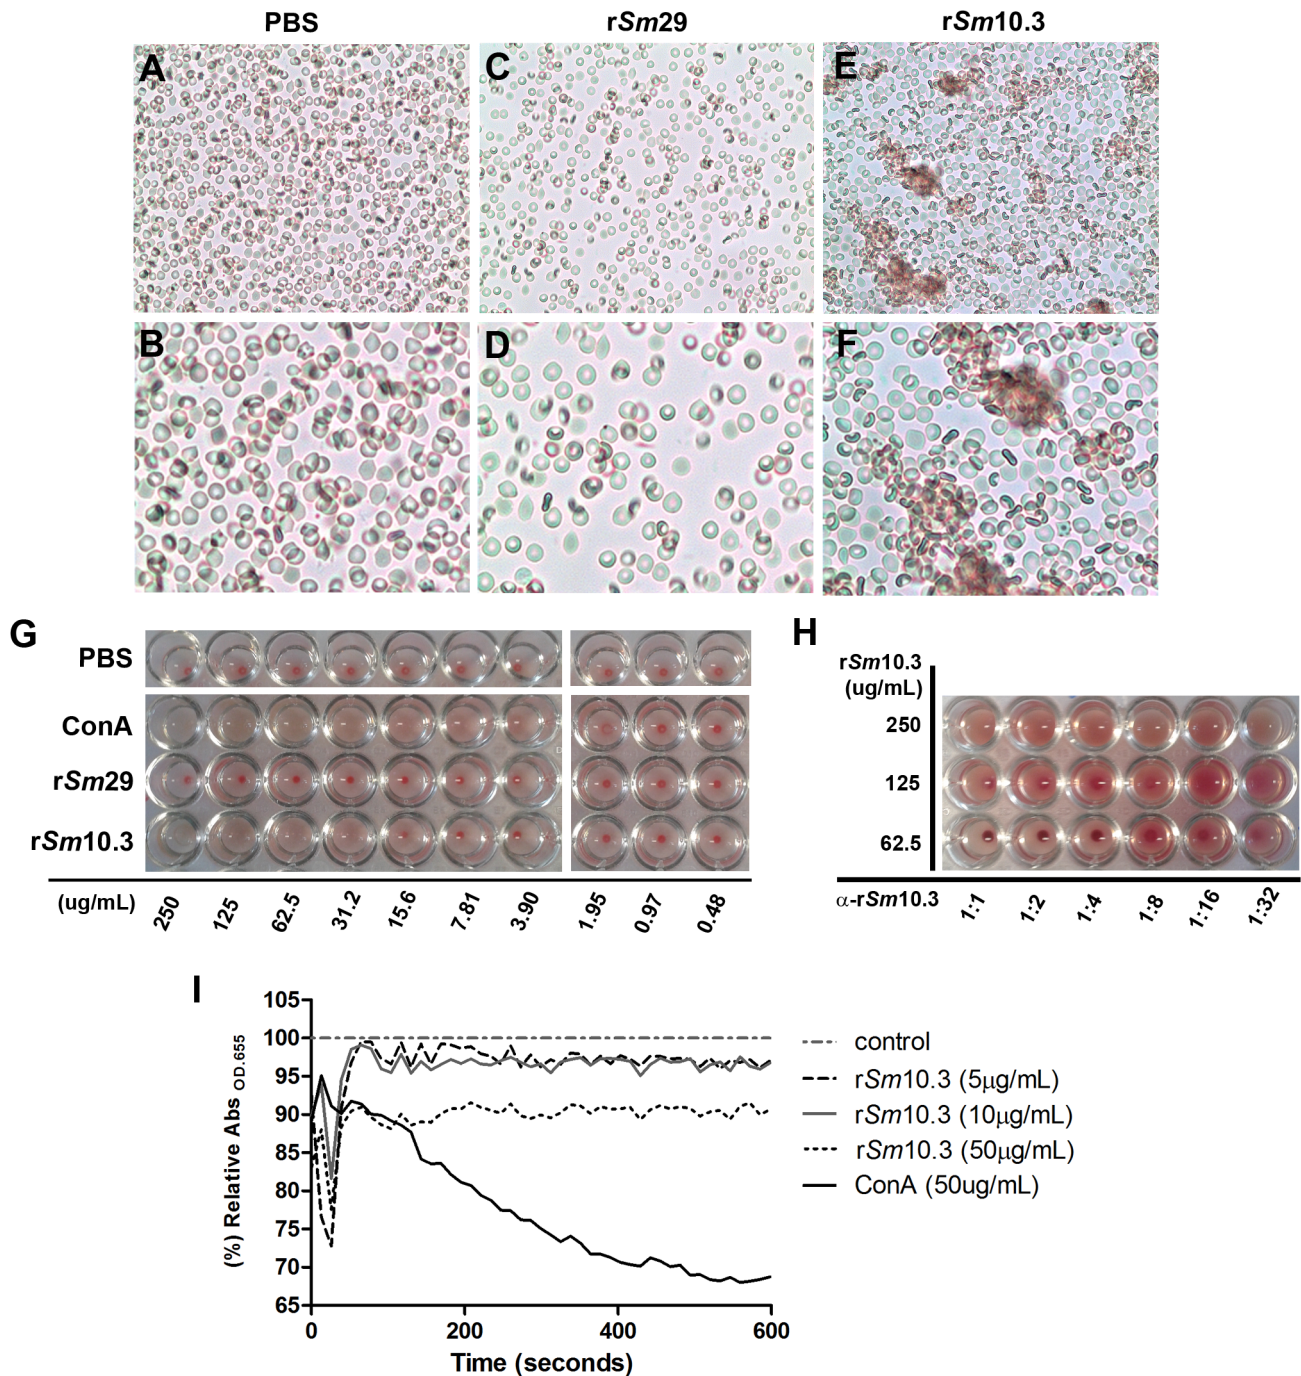 PBS
rSm29
rSm10.3
A
C
E
B
D
F
G
PBS
ConA
rSm29
rSm10.3
(ug/mL)
250
125
62.5
31.2
15.6
7.81
3.90
1.95
0.97
0.48
H
rSm10.3
(ug/mL)
250
125
62.5
α-rSm10.3
1:1
1:2
1:4
1:8
1:16
1:32
I
(%) Relative Abs OD.655
105
100
95
90
85
80
75
70
65
0
200
400
600
Time (seconds)
control
rSm10.3 (5μg/mL)
rSm10.3 (10μg/mL)
rSm10.3 (50μg/mL)
ConA (50ug/mL)